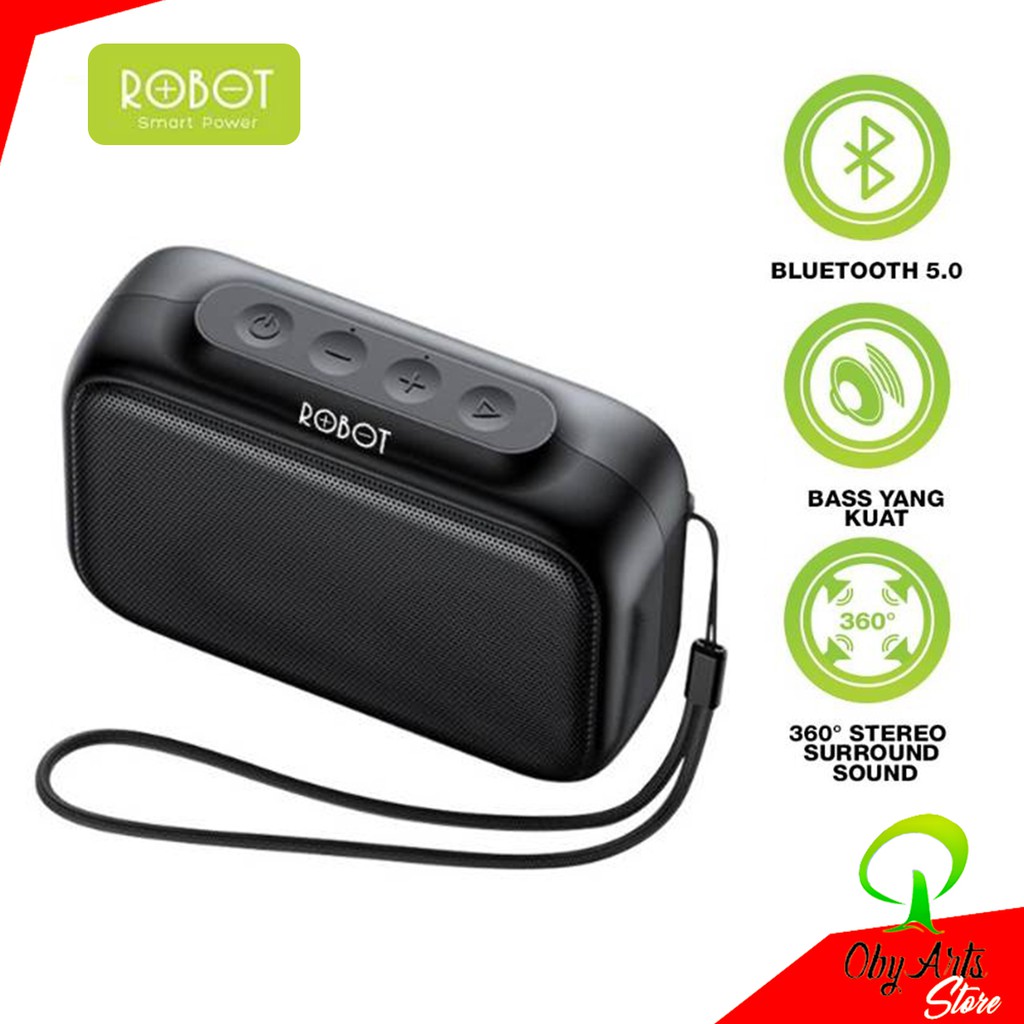 ROBOT
Smart Power
ROBOT
BLUETOOTH 5.0
BASS YANG
KUAT
360°
360° STEREO
SURROUND
SOUND
Oby Arts
Store